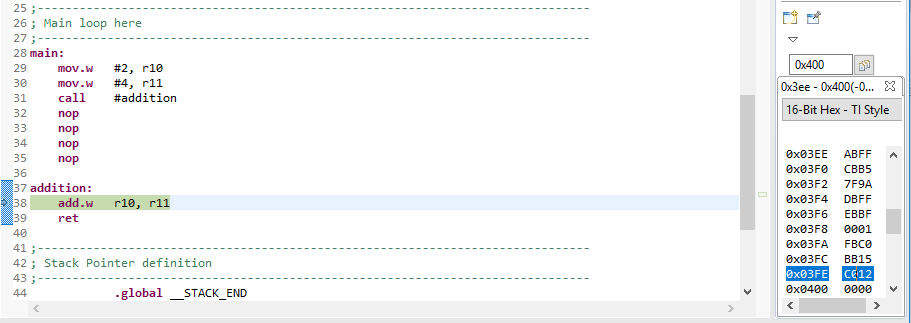 25 ;-----------------------------------------------------------------------------
26 ; Main loop here
27 ;-----------------------------------------------------------------------------
28 main:
29     mov.w   #2, r10
30     mov.w   #4, r11
31     call    #addition
32     nop
33     nop
34     nop
35     nop
36
37 addition:
38     add.w   r10, r11
39     ret
40
41 ;-----------------------------------------------------------------------------
42 ; Stack Pointer definition
43 ;-----------------------------------------------------------------------------
44             .global __STACK_END
0x400
0x3ee - 0x400(-0...
16-Bit Hex - TI Style
0x03EE ABFF
0x03F0 CBB5
0x03F2 7F9A
0x03F4 DBFF
0x03F6 EBBF
0x03F8 0001
0x03FA FBC0
0x03FC BB15
0x03FE C012
0x0400 0000